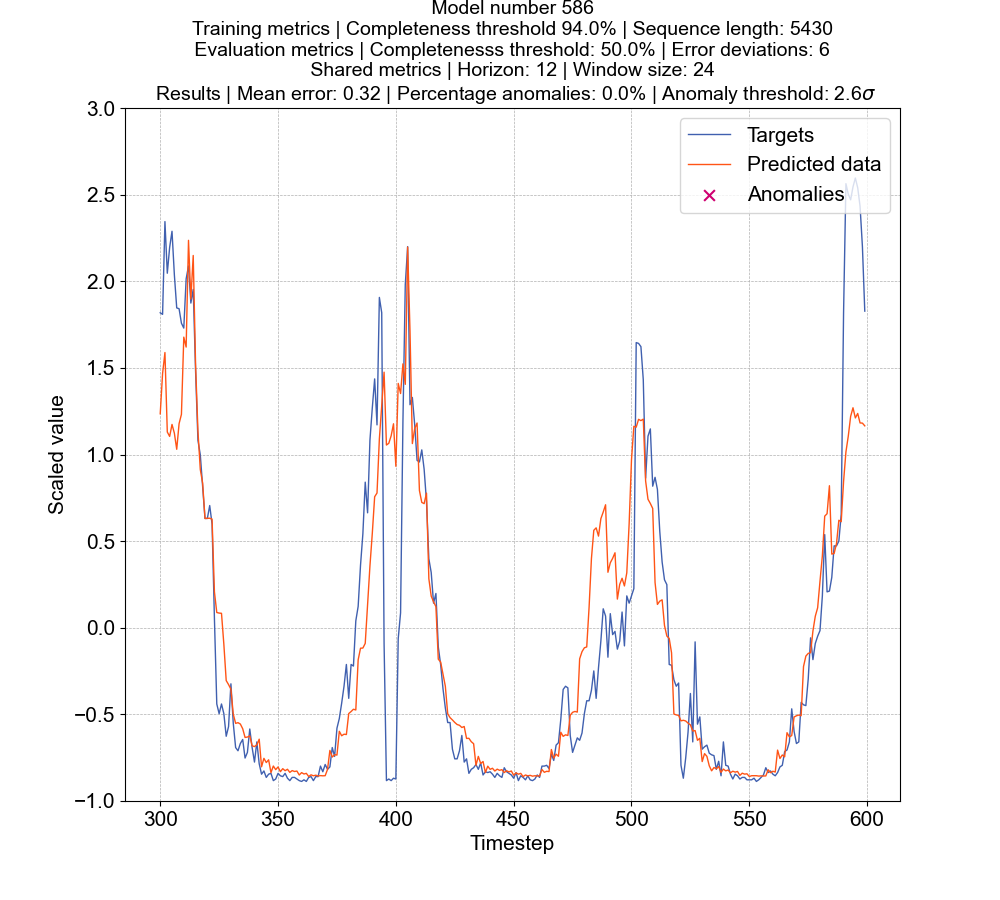 Model number 586
Training metrics | Completeness threshold 94.0% | Sequence length: 5430
Evaluation metrics | Completenesss threshold: 50.0% | Error deviations: 6
Shared metrics | Horizon: 12 | Window size: 24
Results | Mean error: 0.32 | Percentage anomalies: 0.0% | Anomaly threshold: 2.6σ
Targets
Predicted data
Anomalies
3.0
2.5
2.0
1.5
1.0
0.5
0.0
−0.5
−1.0
Scaled value
300
350
400
450
500
550
600
Timestep